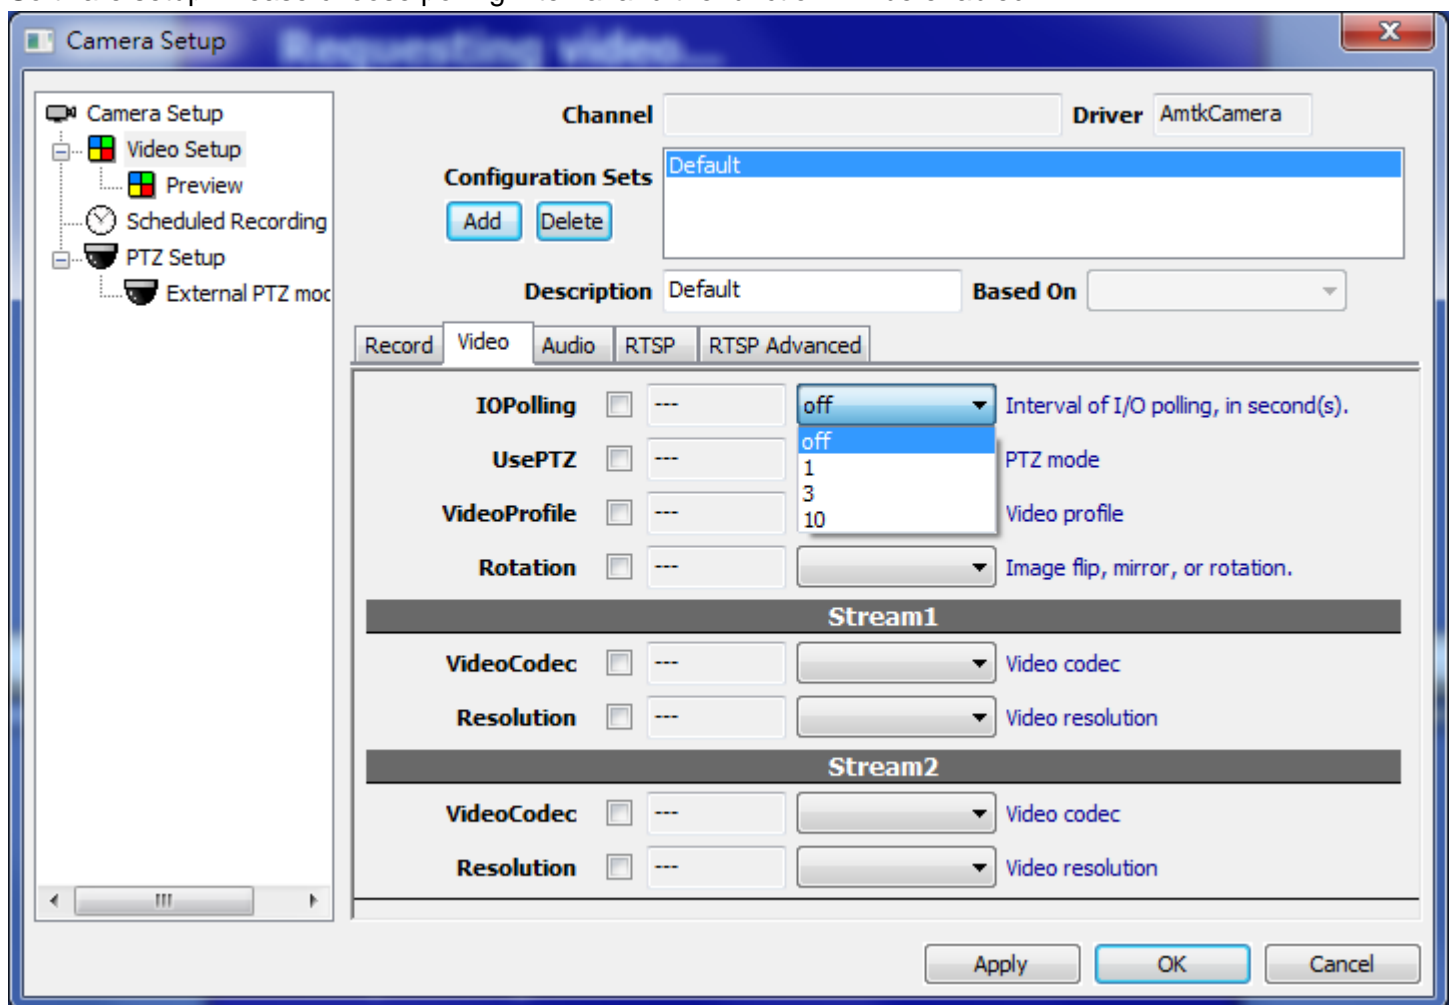 Camera Setup
Requesting video...
Camera Setup
Video Setup
Preview
Scheduled Recording
PTZ Setup
External PTZ moc
Channel
Driver AmtkCamera
Configuration Sets
Default
Add Delete
Description Default Based On
Record Video Audio RTSP RTSP Advanced
IOPolling --- off Interval of I/O polling, in second(s).
off
1
3
10
UsePTZ --- PTZ mode
VideoProfile --- Video profile
Rotation --- Image flip, mirror, or rotation.
Stream1
VideoCodec --- Video codec
Resolution --- Video resolution
Stream2
VideoCodec --- Video codec
Resolution --- Video resolution
Apply OK Cancel